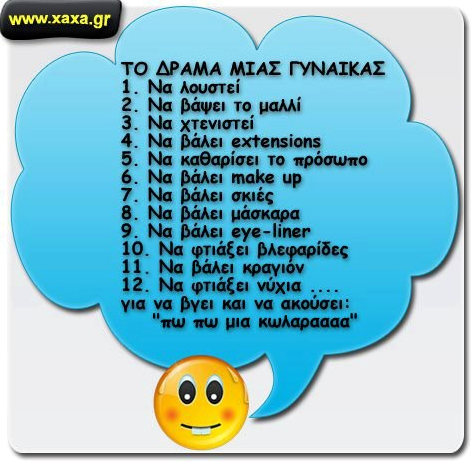 www.xaxa.gr
ΤΟ ΔΡΑΜΑ ΜΙΑΣ ΓΥΝΑΙΚΑΣ
1. Να λουστεί
2. Να βάψει το μαλλί
3. Να χτενιστεί
4. Να βάλει extensions
5. Να καθαρίσει το πρόσωπο
6. Να βάλει make up
7. Να βάλει σκιές
8. Να βάλει μάσκαρα
9. Να βάλει eye-liner
10. Να φτιάξει βλεφαρίδες
11. Να βάλει κραγιόν
12. Να φτιάξει νύχια ....
για να βγει και να ακούσει:
"πω πω μια κωλαραααα"